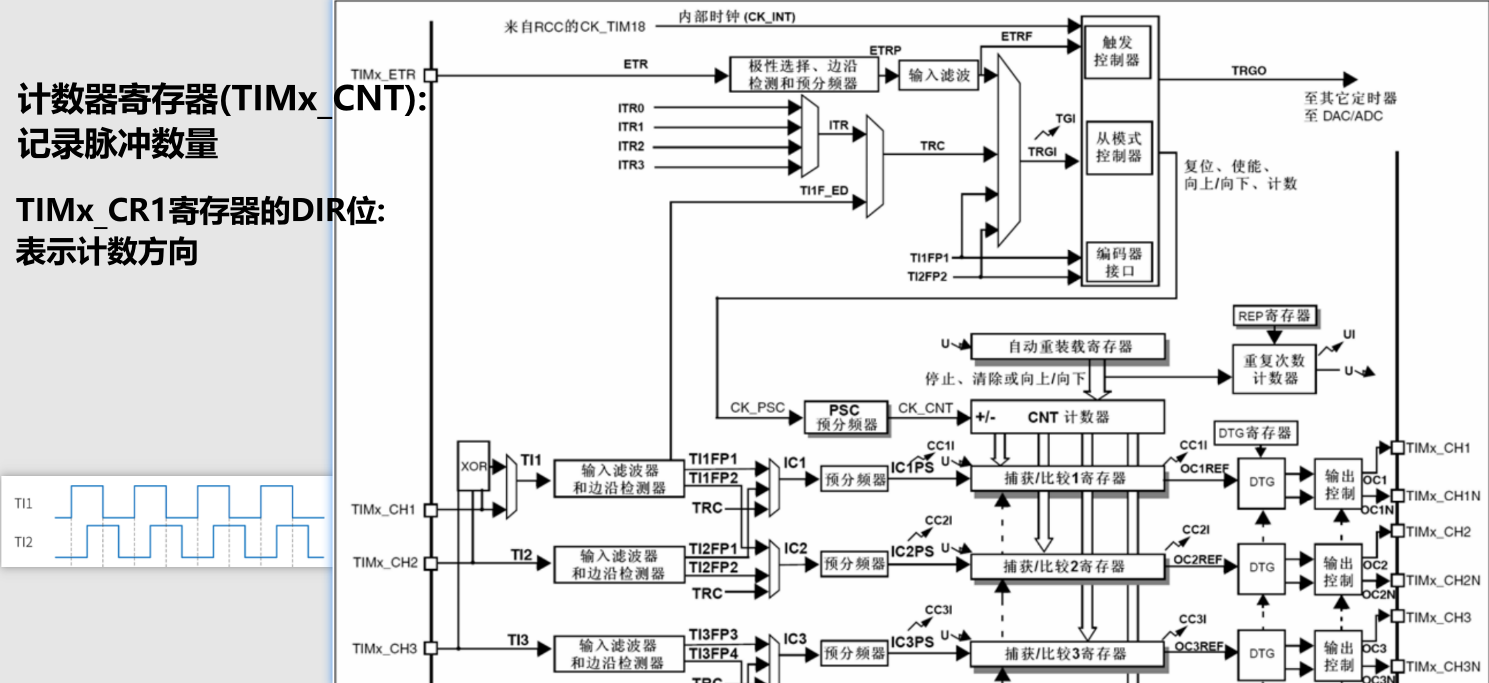 计数器寄存器(TIMx_CNT):
记录脉冲数量
TIMx_CR1寄存器的DIR位:
表示计数方向
TI1
TI2
内部时钟 (CK_INT)
来自RCC的CK_TIM18
ETRF
触发
控制器
ETRP
TIMx_ETR
ETR
极性选择、边沿
检测和预分频器
输入滤波
TRGO
至其它定时器
至 DAC/ADC
ITR0
ITR1
ITR2
ITR3
ITR
TRC
TI1F_ED
TGI
TRGI
从模式
控制器
复位、使能、
向上/向下、计数
TI1FP1
TI2FP2
编码器
接口
REP寄存器
UI
U
自动重装载寄存器
重复次数
计数器
U
停止、清除或向上/向下
CK_PSC
PSC
预分频器
CK_CNT
+/-
CNT 计数器
DTG寄存器
XOR
TI1
输入滤波器
和边沿检测器
TI1FP1
TI1FP2
TRC
IC1
预分频器
IC1PS
CC1I
U
捕获/比较1寄存器
CC1I
OC1REF
DTG
输出
控制
OC1
OC1N
TIMx_CH1
TIMx_CH1N
TIMx_CH1
TIMx_CH2
TI2
输入滤波器
和边沿检测器
TI2FP1
TI2FP2
TRC
IC2
预分频器
IC2PS
CC2I
U
捕获/比较2寄存器
CC2I
OC2REF
DTG
输出
控制
OC2
OC2N
TIMx_CH2
TIMx_CH2N
TIMx_CH3
TI3
输入滤波器
和边沿检测器
TI3FP3
TI3FP4
TRC
IC3
预分频器
IC3PS
CC3I
U
捕获/比较3寄存器
CC3I
OC3REF
DTG
输出
控制
OC3
OC3N
TIMx_CH3
TIMx_CH3N